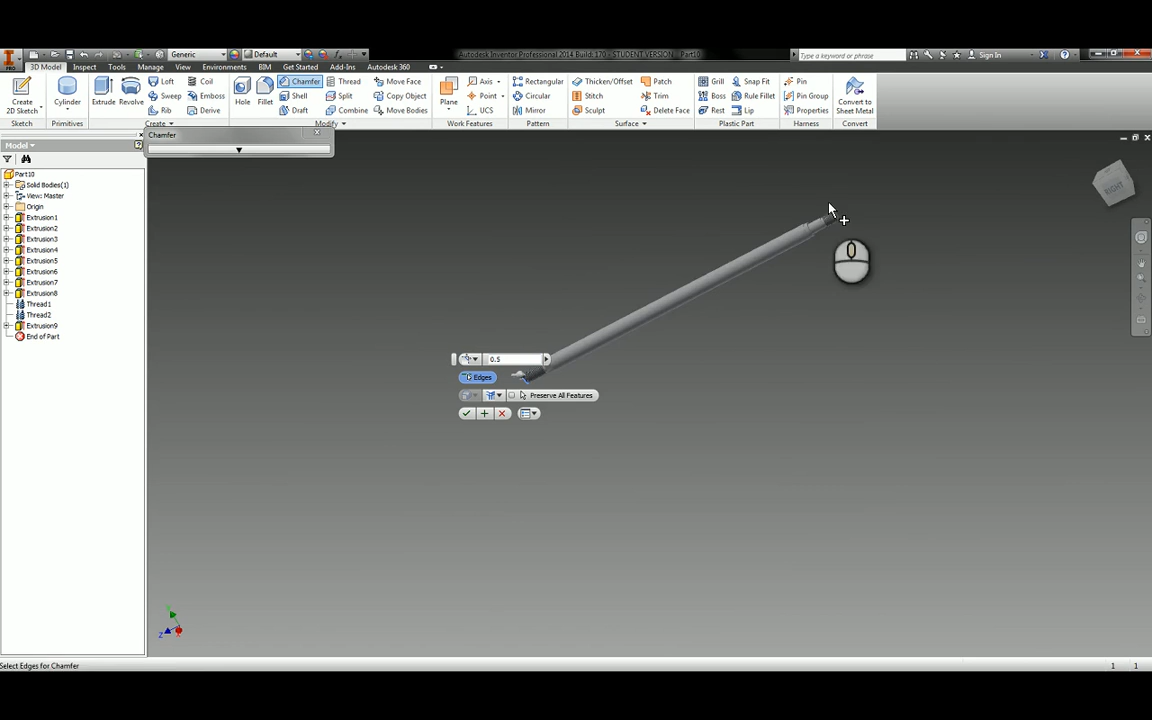 Generic Default Autodesk Inventor Professional 2014 Build: 170 - STUDENT VERSION Part10 Type a keyword or phrase Sign In
PRO 3D Model Inspect Tools Manage View Environments BIM Get Started Add-Ins Autodesk 360
Loft Coil Chamfer Thread Move Face Axis Rectangular Thicken/Offset Patch Grill Snap Fit Pin
Create 2D Sketch Cylinder Extrude Revolve Sweep Emboss Hole Fillet Shell Split Copy Object Plane Point Circular Stitch Trim Boss Rule Fillet Pin Group Convert to Sheet Metal
Rib Derive Draft Combine Move Bodies UCS Mirror Sculpt Delete Face Rest Lip Properties
Sketch Primitives Create Modify Work Features Pattern Surface Plastic Part Harness Convert
Chamfer
Model
Part10
Solid Bodies(1)
View: Master
Origin
Extrusion1
Extrusion2
Extrusion3
Extrusion4
Extrusion5
Extrusion6
Extrusion7
Extrusion8
Thread1
Thread2
Extrusion9
End of Part
RIGHT
0.5
Edges
Preserve All Features
Z
Select Edges for Chamfer 1 1